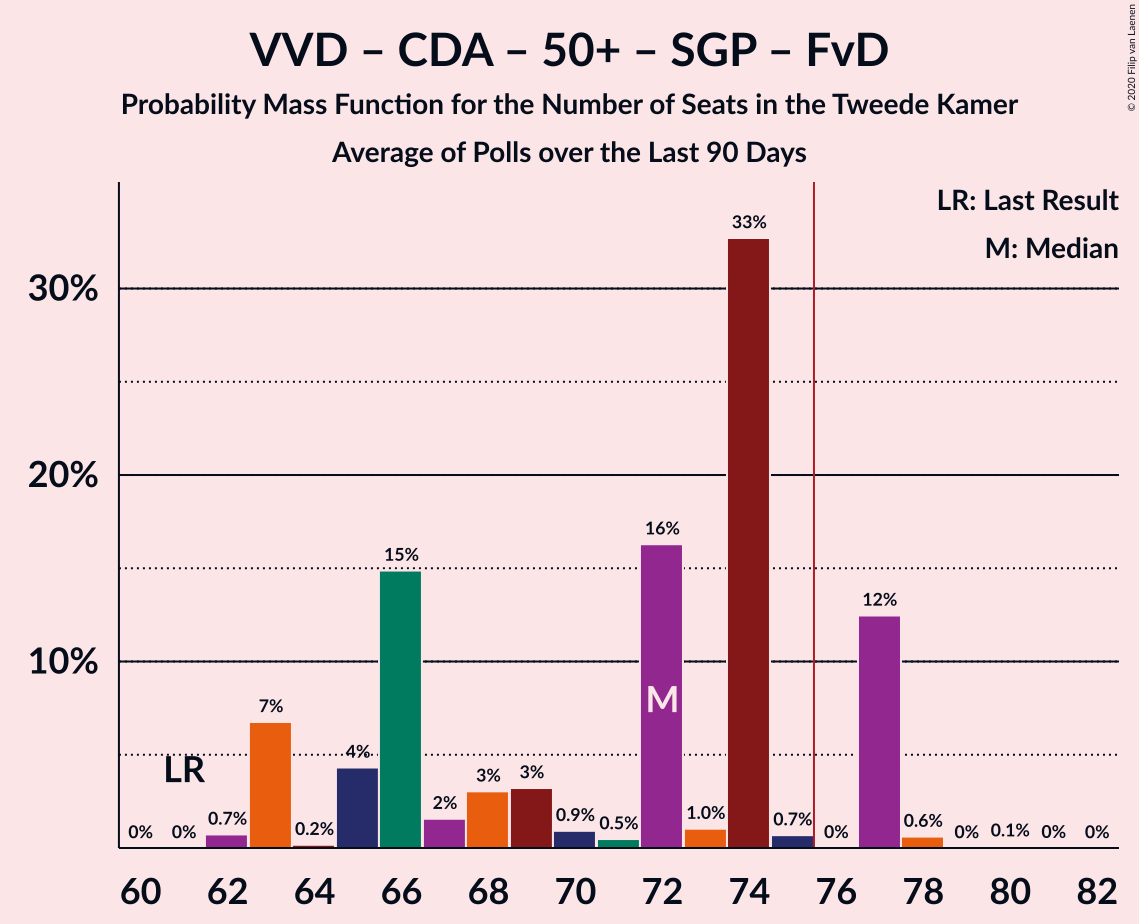 VVD – CDA – 50+ – SGP – FvD
Probability Mass Function for the Number of Seats in the Tweede Kamer
Average of Polls over the Last 90 Days
© 2020 Filip van Laenen
LR: Last Result
M: Median
30%
20%
10%
LR
M
0%
0%
0.7%
7%
0.2%
4%
15%
2%
3%
3%
0.9%
0.5%
16%
1.0%
33%
0.7%
0%
12%
0.6%
0%
0.1%
0%
0%
60 62 64 66 68 70 72 74 76 78 80 82